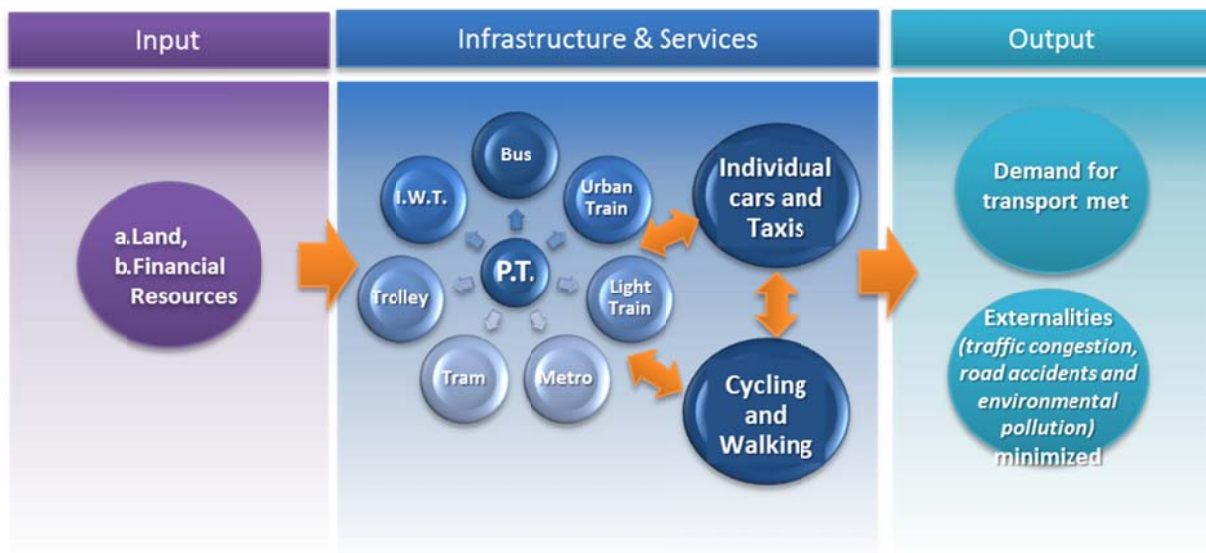 Input
Infrastructure & Services
Output
a.Land,
b.Financial
Resources
Bus
I.W.T.
Urban
Train
P.T.
Trolley
Light
Train
Tram
Metro
Individual
cars and
Taxis
Cycling
and
Walking
Demand for
transport met
Externalities
(traffic congestion,
road accidents and
environmental
pollution)
minimized